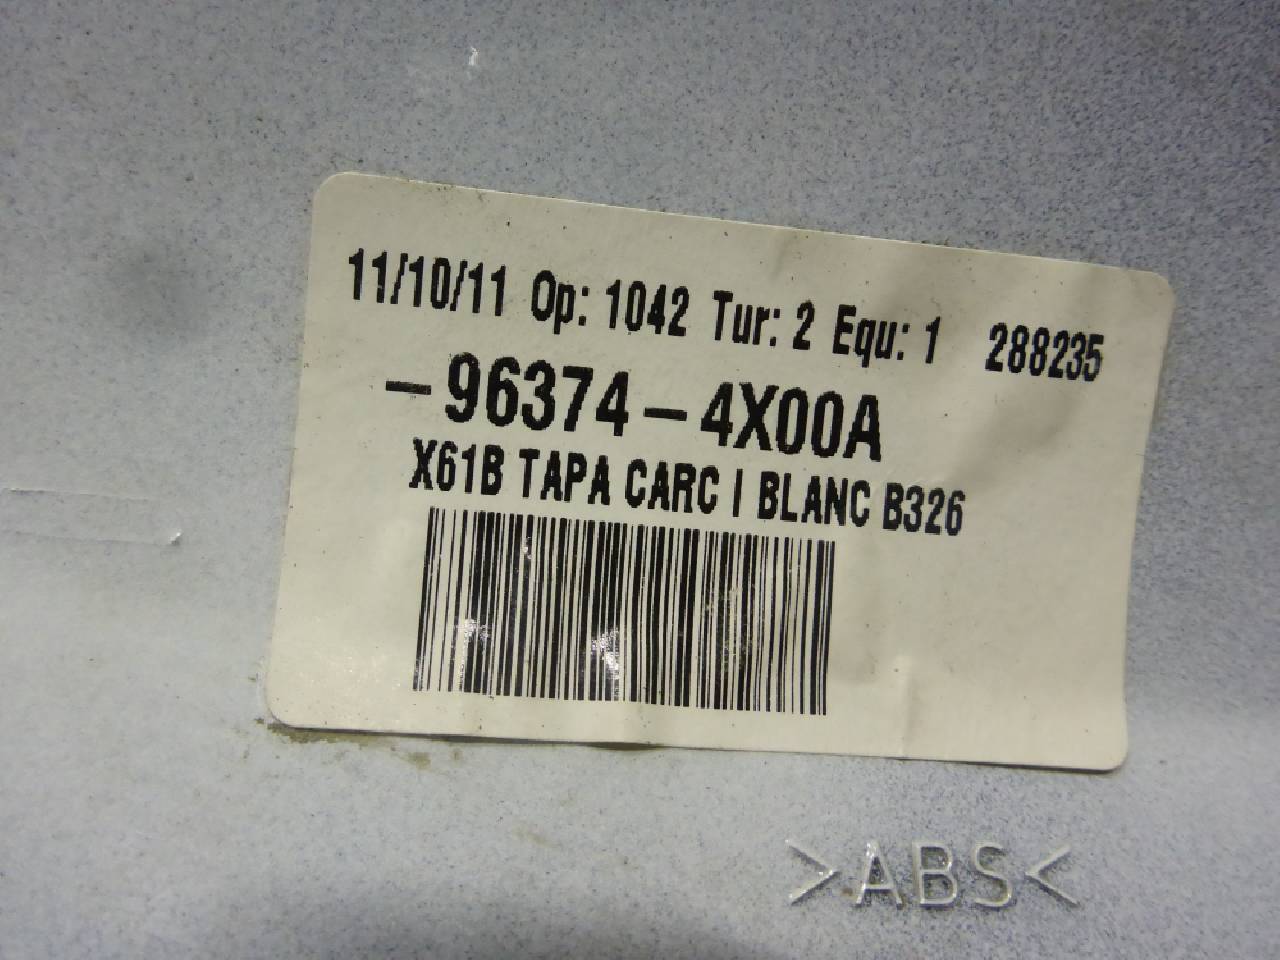 11/10/11 Op: 1042 Tur: 2 Equ: 1 288235
-96374-4X00A
X61B TAPA CARC I BLANC B326
>ABS<